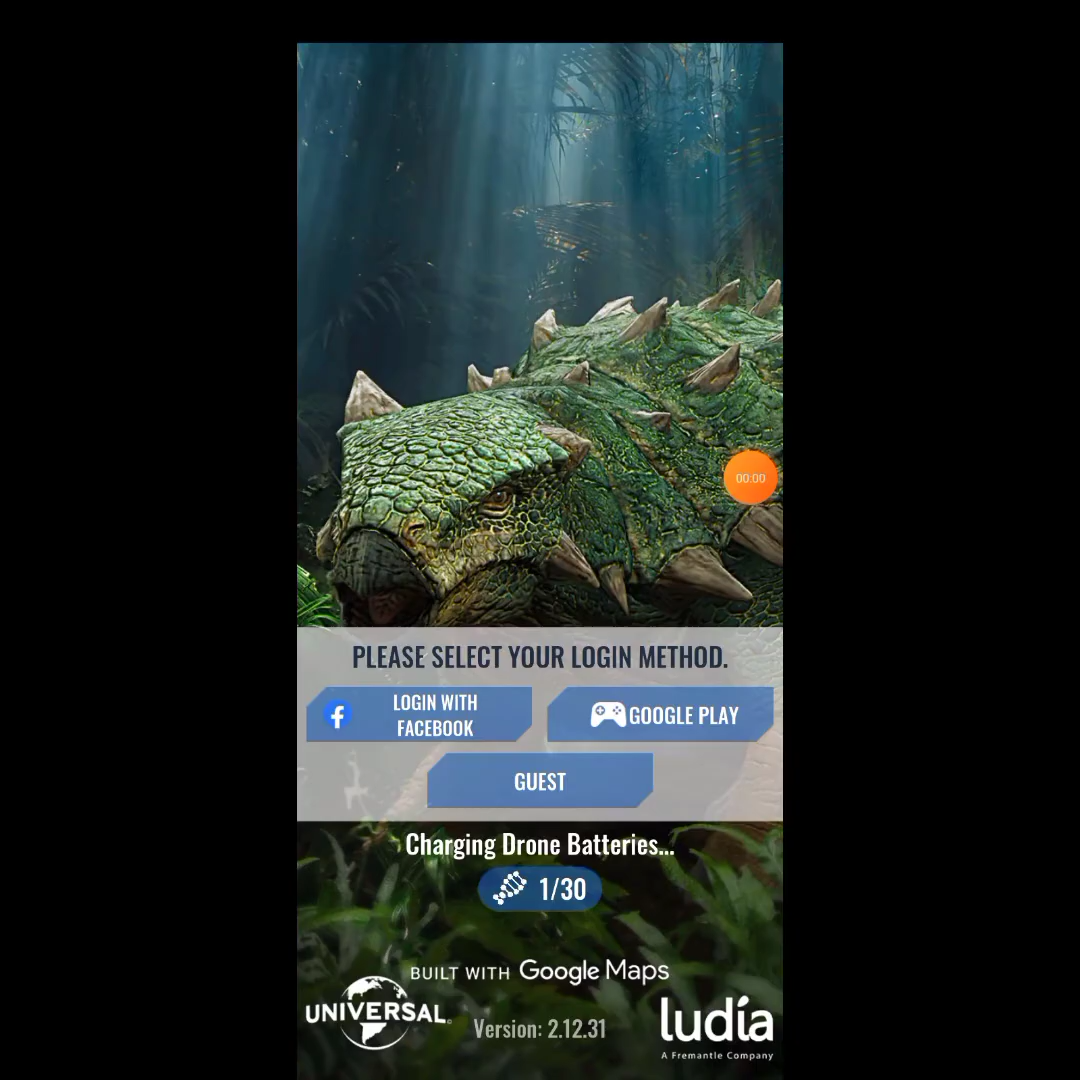 00:00
PLEASE SELECT YOUR LOGIN METHOD.
LOGIN WITH
FACEBOOK
GOOGLE PLAY
GUEST
Charging Drone Batteries...
1/30
BUILT WITH Google Maps
UNIVERSAL
Version: 2.12.31
ludia
A Fremantle Company